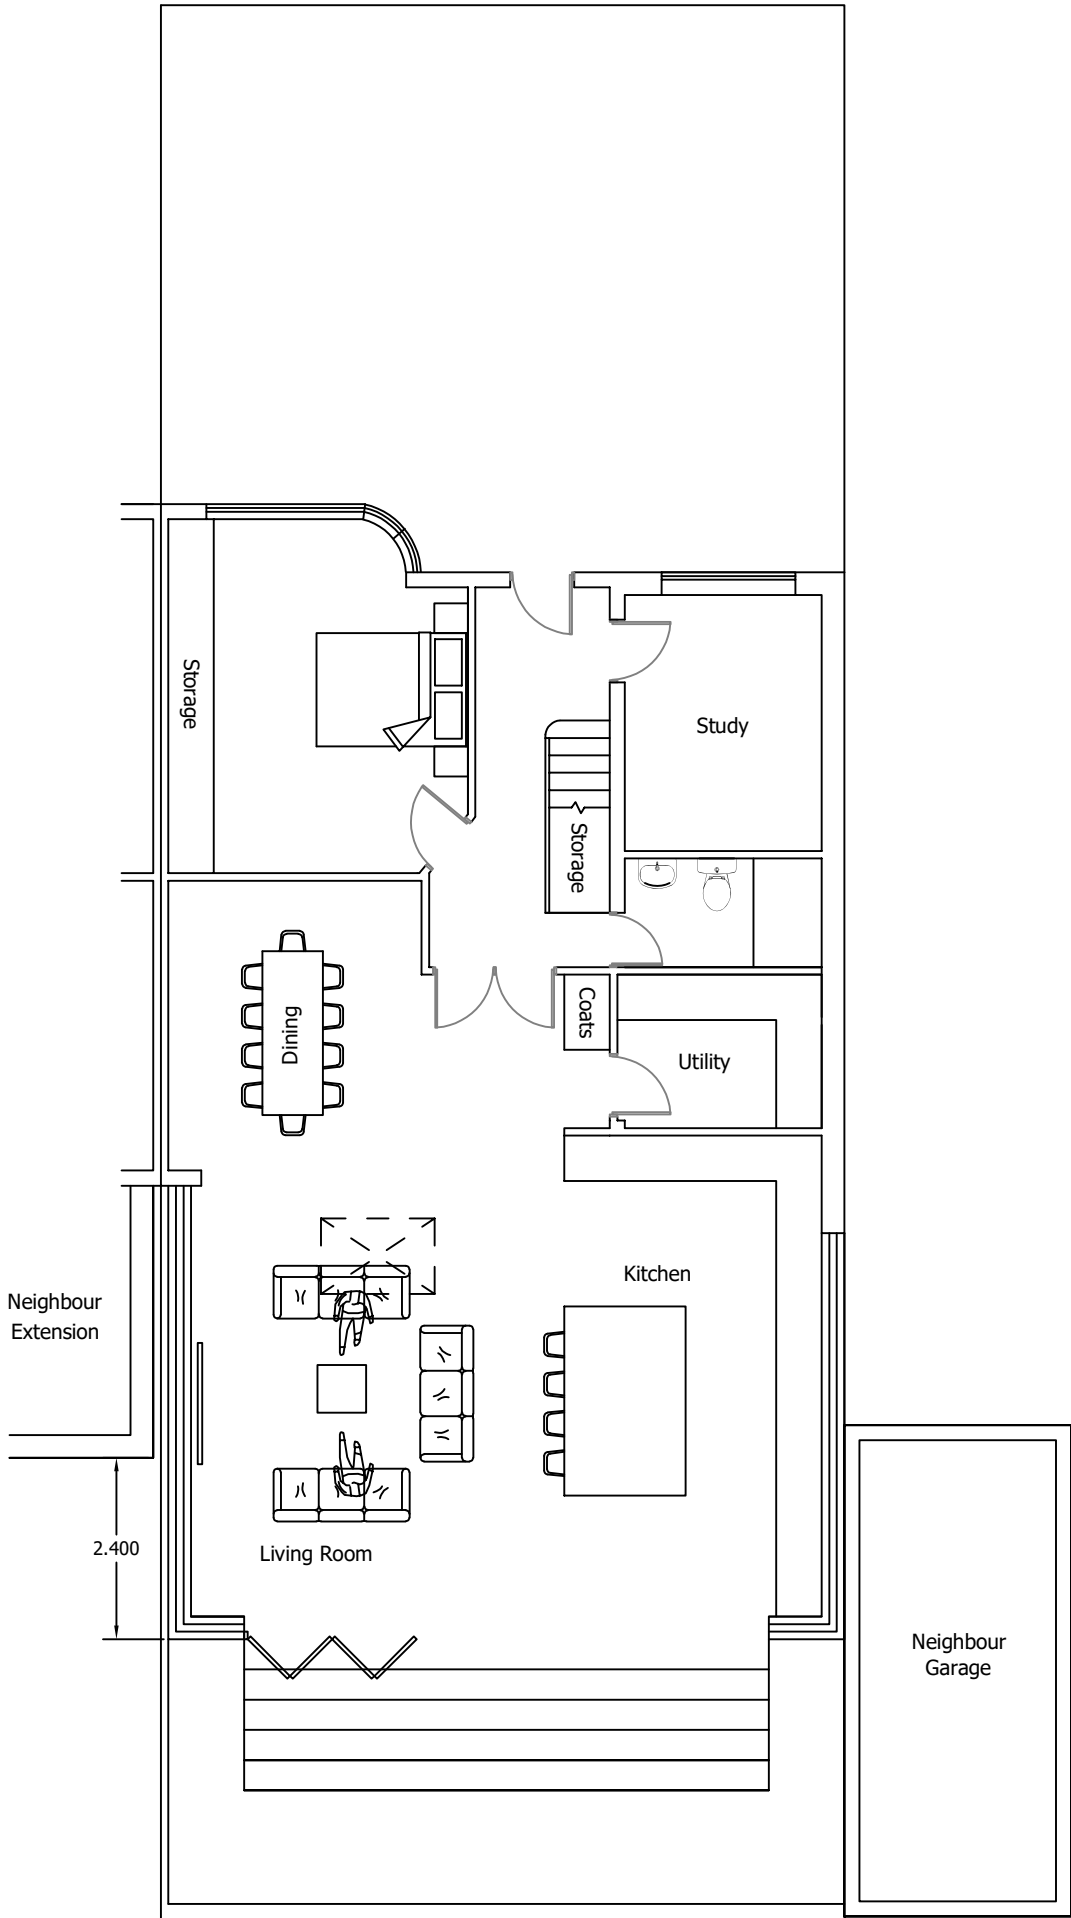 Storage
Study
Storage
Coats
Dining
Utility
Kitchen
Neighbour
Extension
2.400
Living Room
Neighbour
Garage